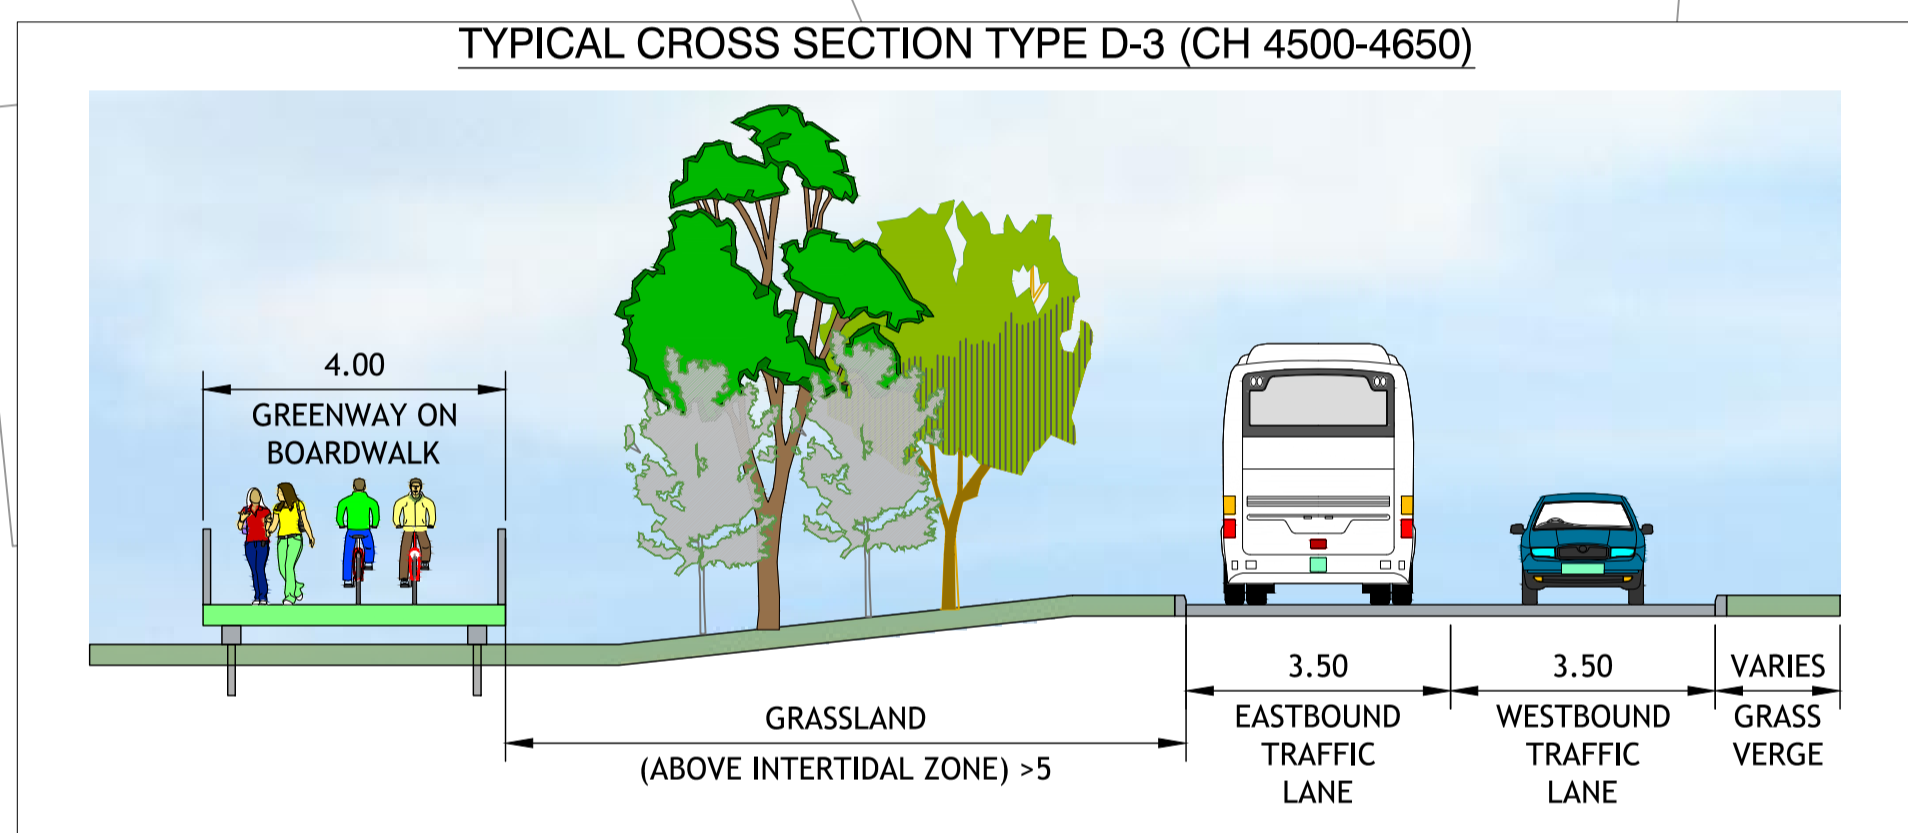 TYPICAL CROSS SECTION TYPE D-3 (CH 4500-4650)
4.00
GREENWAY ON
BOARDWALK
GRASSLAND
(ABOVE INTERTIDAL ZONE) >5
3.50
EASTBOUND
TRAFFIC
LANE
3.50
WESTBOUND
TRAFFIC
LANE
VARIES
GRASS
VERGE